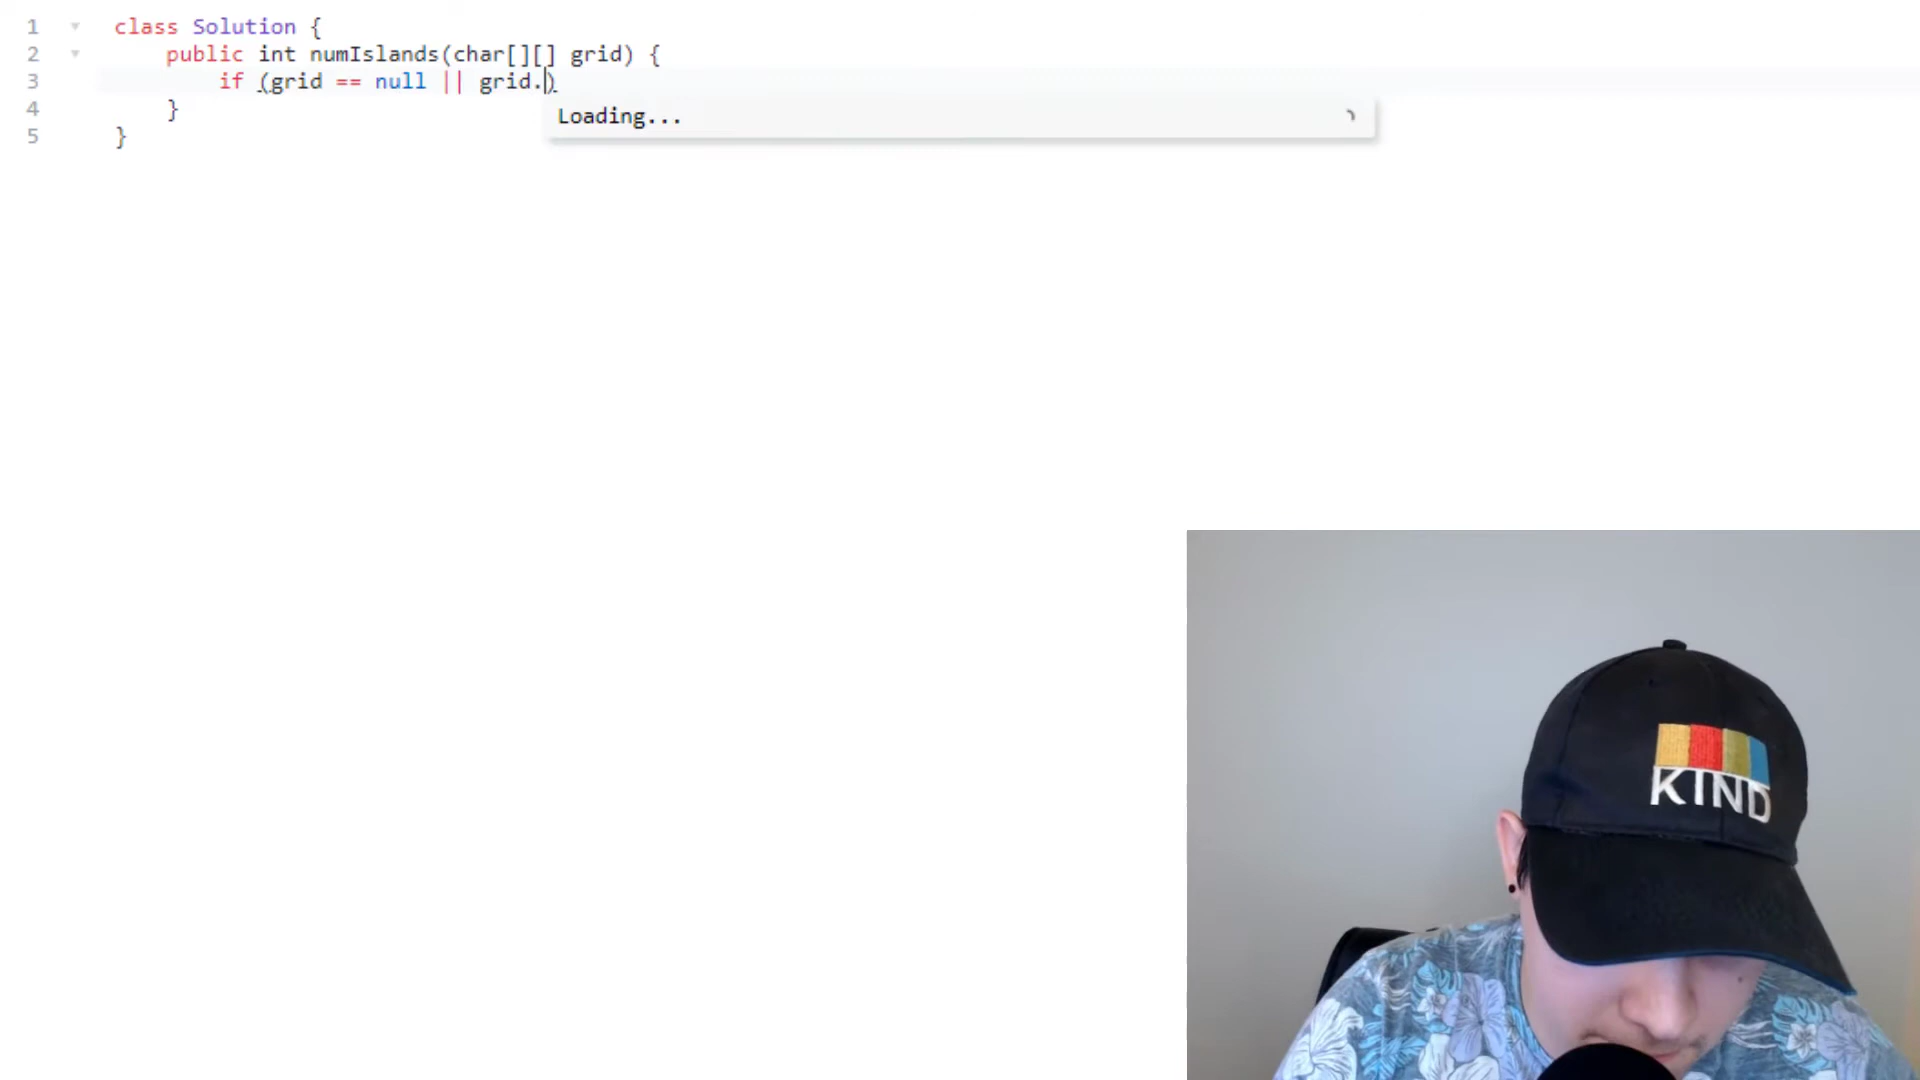 1 class Solution {
2 public int numIslands(char[][] grid) {
3 if (grid == null || grid.)
Loading...
4 }
5 }
KIND